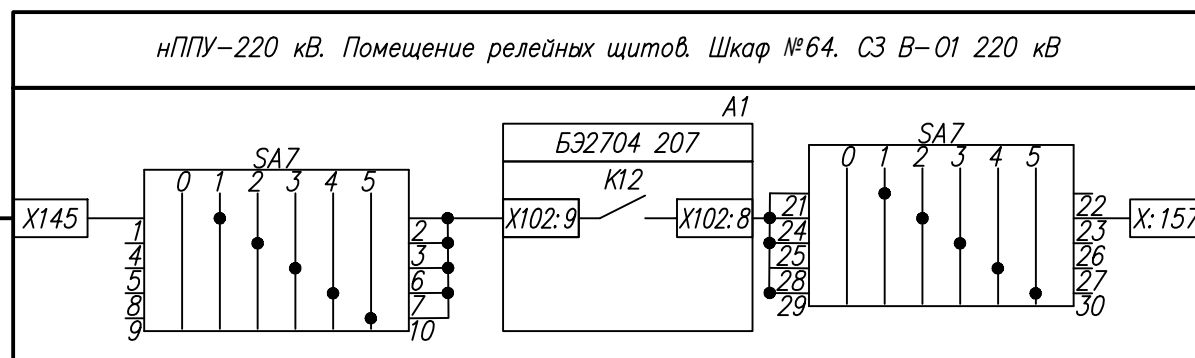 нППУ-220 кВ. Помещение релейных щитов. Шкаф №64. СЗ В-01 220 кВ
А1
БЭ2704 207
SA7
SA7
0 1 2 3 4 5
К12
0 1 2 3 4 5
X145
X102:9
X102:8
X:157
1
2
21
22
4
3
24
23
5
6
25
26
8
7
28
27
9
10
29
30